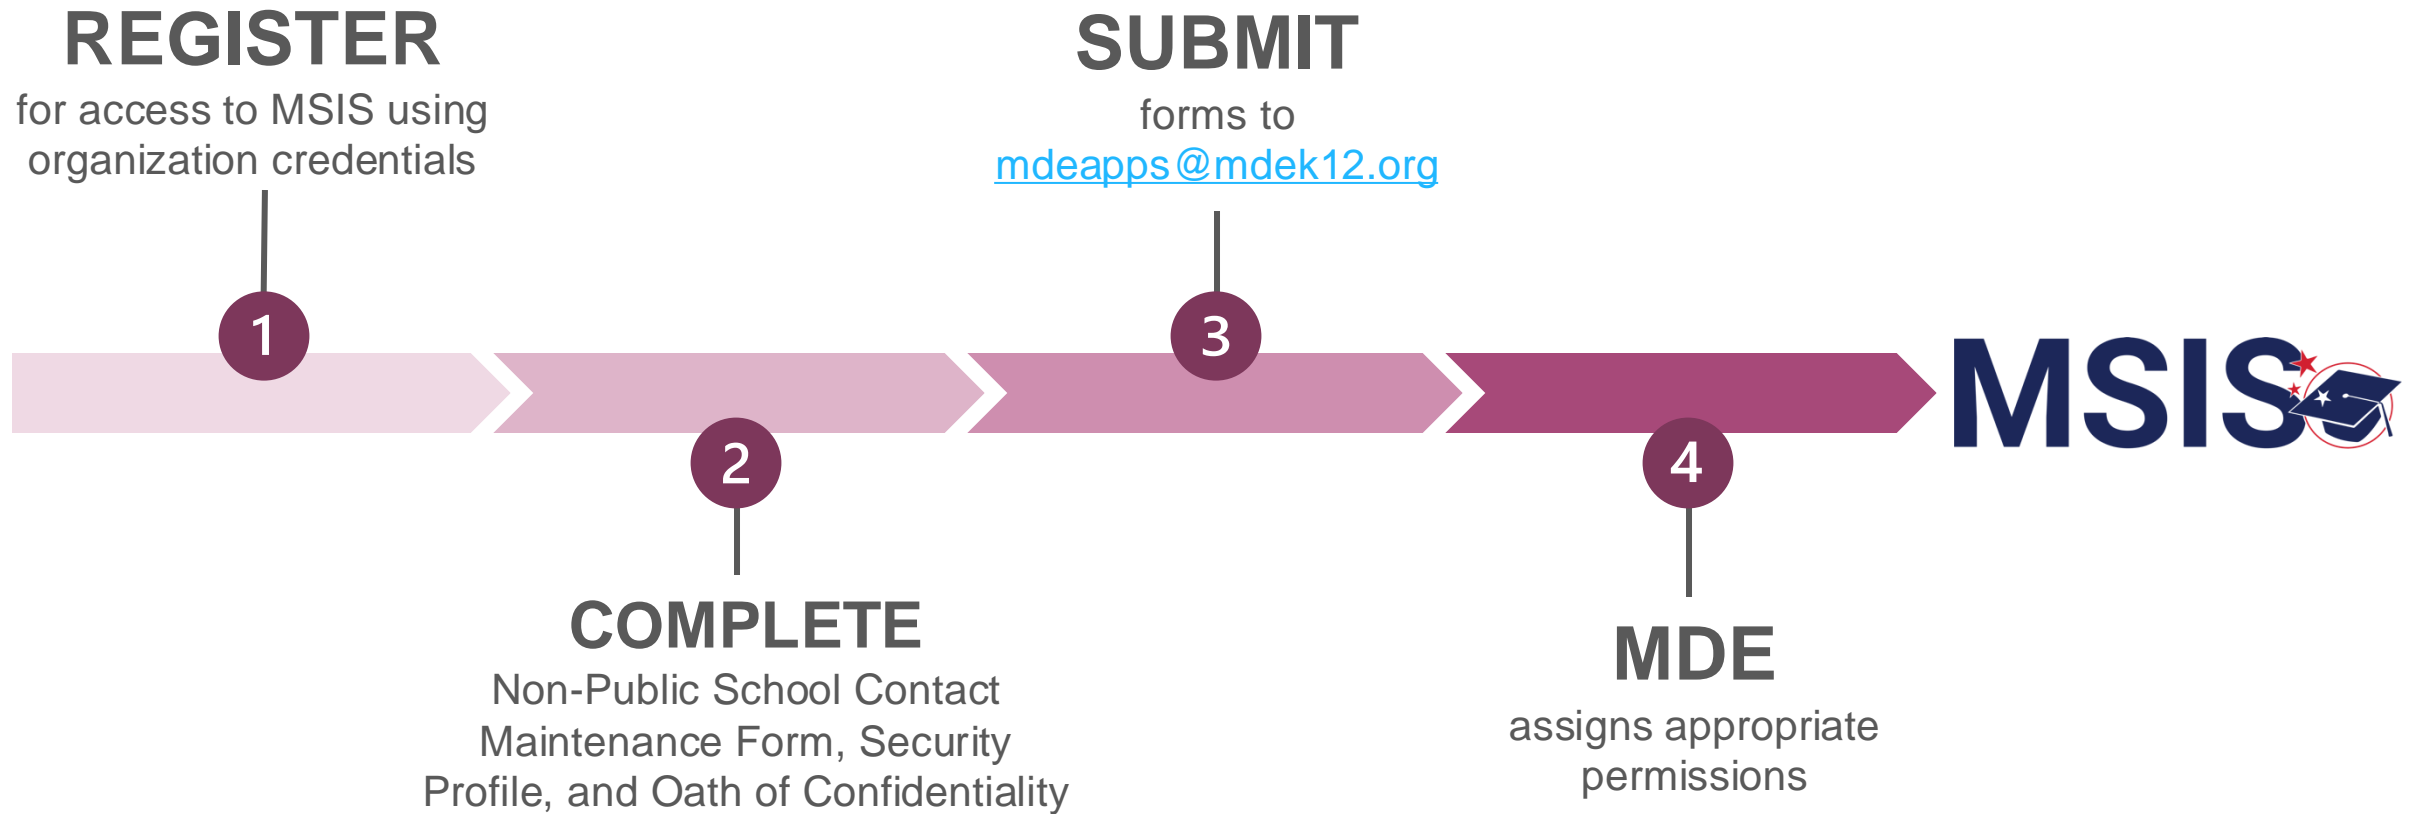 REGISTER
for access to MSIS using
organization credentials
1
COMPLETE
Non-Public School Contact
Maintenance Form, Security
Profile, and Oath of Confidentiality
2
SUBMIT
forms to
mdeapps@mdek12.org
3
MDE
assigns appropriate
permissions
4
MSIS